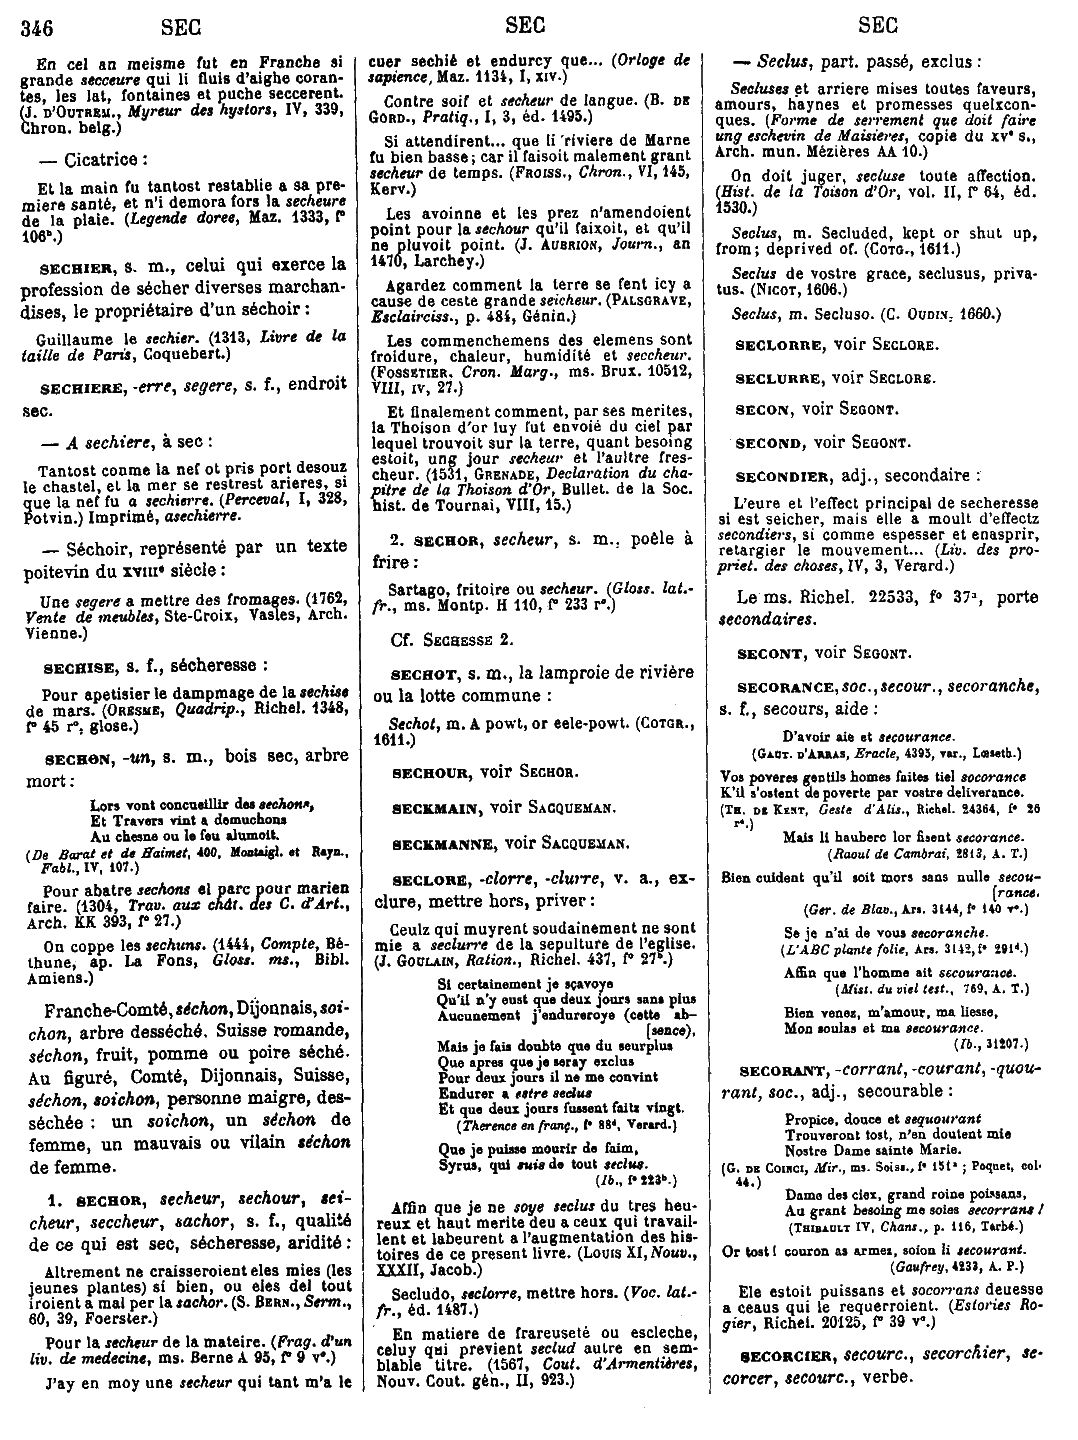 346 SEC SEC SEC
En cel an meisme fut en Franche si
grande secceure qui li fluis d'aighe coran-
tes, les lat, fontaines et puche seccerent.
(J. D'OUTREM., Myreur des hystors, IV, 339,
Chron. belg.)
— Cicatrice :
Et la main fu tantost restablie a sa pre-
miere santé, et n'i demora fors la secheure
de la plaie. (Legende doree, Maz. 1333, f°
106ᵇ.)
SECHIER, s. m., celui qui exerce la
profession de sécher diverses marchan-
dises, le propriétaire d'un séchoir :
Guillaume le sechier. (1313, Livre de la
taille de Paris, Coquebert.)
SECHIERE, -erre, segere, s. f., endroit
sec.
— A sechiere, à sec :
Tantost conme la nef ot pris port desouz
le chastel, et la mer se restrest arieres, si
que la nef fu a sechierre. (Perceval, I, 328,
Potvin.) Imprimé, asechierre.
— Séchoir, représenté par un texte
poitevin du XVIIIᵉ siècle :
Une segere a mettre des fromages. (1762,
Vente de meubles, Ste-Croix, Vasles, Arch.
Vienne.)
SECHISE, s. f., sécheresse :
Pour apetisier le dampmage de la sechise
de mars. (ORESME, Quadrip., Richel. 1348,
f° 45 r°, glose.)
SECHON, -un, s. m., bois sec, arbre
mort :
Lors vont concueillir des sechons,
Et Travers vint a demuchons
Au chesne ou le feu alumoit.
(De Barat et de Haimet, 400, Montaigl. et Rayn.,
Fabl., IV, 107.)
Pour abatre sechons el parc pour marien
faire. (1304, Trav. aux chât. des C. d'Art.,
Arch. KK 393, f° 27.)
On coppe les sechuns. (1444, Compte, Bé-
thune, ap. La Fons, Gloss. ms., Bibl.
Amiens.)
Franche-Comté, séchon, Dijonnais, soi-
chon, arbre desséché. Suisse romande,
séchon, fruit, pomme ou poire séché.
Au figuré, Comté, Dijonnais, Suisse,
séchon, soichon, personne maigre, des-
séchée : un soichon, un séchon de
femme, un mauvais ou vilain séchon
de femme.
1. SECHOR, secheur, sechour, sei-
cheur, seccheur, sachor, s. f., qualité
de ce qui est sec, sécheresse, aridité :
Altrement ne craisseroient eles mies (les
jeunes plantes) si bien, ou eles del tout
iroient a mal per la sachor. (S. BERN., Serm.,
60, 39, Foerster.)
Pour la secheur de la mateire. (Frag. d'un
liv. de medecine, ms. Berne A 95, f° 9 v°.)
J'ay en moy une secheur qui tant m'a le
cuer sechié et endurcy que... (Orloge de
sapience, Maz. 1134, I, XIV.)
Contre soif et secheur de langue. (B. DE
GORD., Pratiq., I, 3, éd. 1495.)
Si attendirent... que li riviere de Marne
fu bien basse; car il faisoit malement grant
secheur de temps. (FROISS., Chron., VI, 145,
Kerv.)
Les avoinne et les prez n'amendoient
point pour la sechour qu'il faixoit, et qu'il
ne pluvoit point. (J. AUBRION, Journ., an
1470, Larchey.)
Agardez comment la terre se fent icy a
cause de ceste grande seicheur. (PALSGRAVE,
Esclairciss., p. 484, Génin.)
Les commenchemens des elemens sont
froidure, chaleur, humidité et seccheur.
(FOSSETIER, Cron. Marg., ms. Brux. 10512,
VIII, IV, 27.)
Et finalement comment, par ses merites,
la Thoison d'or luy fut envoié du ciel par
lequel trouvoit sur la terre, quant besoing
estoit, ung jour secheur et l'aultre fres-
cheur. (1531, GRENADE, Declaration du cha-
pitre de la Thoison d'Or, Bullet. de la Soc.
hist. de Tournai, VIII, 15.)
2. SECHOR, secheur, s. m., poêle à
frire :
Sartago, fritoire ou secheur. (Gloss. lat.-
fr., ms. Montp. H 110, f° 233 r°.)
Cf. SECHESSE 2.
SECHOT, s. m., la lamproie de rivière
ou la lotte commune :
Sechot, m. A powt, or eele-powt. (COTGR.,
1611.)
SECHOUR, voir SECHOR.
SECKMAIN, voir SACQUEMAN.
SECKMANNE, voir SACQUEMAN.
SECLORE, -clorre, -clurre, v. a., ex-
clure, mettre hors, priver :
Ceulz qui muyrent soudainement ne sont
mie a seclurre de la sepulture de l'eglise.
(J. GOULAIN, Ration., Richel. 437, f° 27ᵇ.)
Si certainement je sçavoye
Qu'il n'y eust que deux jours sans plus
Aucunement j'endureroye (cette ab-
[sence),
Mais je fais doubte que du seurplus
Que apres que je seray exclus
Pour deux jours il ne me convint
Endurer a estre seclus
Et que deux jours fussent faitz vingt.
(Therence en franç., f° 88ᵈ, Verard.)
Que je puisse mourir de faim,
Syrus, qui suis de tout seclus.
(Ib., f° 223ᵇ.)
Affin que je ne soye seclus du tres heu-
reux et haut merite deu a ceux qui travail-
lent et labeurent a l'augmentation des his-
toires de ce present livre. (Louis XI, Nouv.,
XXXII, Jacob.)
Secludo, seclorre, mettre hors. (Voc. lat.-
fr., éd. 1487.)
En matiere de frareuseté ou escleche,
celuy qui previent seclud autre en sem-
blable titre. (1567, Cout. d'Armentières,
Nouv. Cout. gén., II, 923.)
— Seclus, part. passé, exclus :
Secluses et arriere mises toutes faveurs,
amours, haynes et promesses quelxcon-
ques. (Forme de serrement que doit faire
ung eschevin de Maisieres, copie du XVᵉ s.,
Arch. mun. Mézières AA 10.)
On doit juger, secluse toute affection.
(Hist. de la Toison d'Or, vol. II, f° 64, éd.
1530.)
Seclus, m. Secluded, kept or shut up,
from; deprived of. (COTG., 1611.)
Seclus de vostre grace, seclusus, priva-
tus. (NICOT, 1606.)
Seclus, m. Secluso. (C. OUDIN, 1660.)
SECLORRE, voir SECLORE.
SECLURRE, voir SECLORE.
SECON, voir SEGONT.
SECOND, voir SEGONT.
SECONDIER, adj., secondaire :
L'eure et l'effect principal de secheresse
si est seicher, mais elle a moult d'effectz
secondiers, si comme espesser et enasprir,
retargier le mouvement... (Liv. des pro-
priet. des choses, IV, 3, Verard.)
Le ms. Richel. 22533, f° 37ᵃ, porte
secondaires.
SECONT, voir SEGONT.
SECORANCE, soc., secour., secoranche,
s. f., secours, aide :
D'avoir aie et secourance.
(GAUT. D'ARRAS, Eracle, 4393, var., Lœseth.)
Vos poveres gentils homes faites tiel socorance
K'il s'ostent de poverte par vostre deliverance.
(TH. DE KENT, Geste d'Alis., Richel. 24364, f° 26
r°.)
Mais li hauberc lor fisent secorance.
(Raoul de Cambrai, 2813, A. T.)
Bien cuident qu'il soit mors sans nulle secou-
[rance.
(Ger. de Blav., Ars. 3144, f° 140 v°.)
Se je n'ai de vous secoranche.
(L'ABC plante folie, Ars. 3142, f° 291ᵈ.)
Affin que l'homme ait secourance.
(Mist. du viel test., 769, A. T.)
Bien venez, m'amour, ma liesse,
Mon soulas et ma secourance.
(Ib., 31207.)
SECORANT, -corrant, -courant, -quou-
rant, soc., adj., secourable :
Propice, douce et sequourant
Trouveront tost, n'en doutent mie
Nostre Dame sainte Marie.
(G. DE COINCI, Mir., ms. Soiss., f° 151ᵃ ; Poquet, col.
44.)
Dame des ciex, grand roine poissans,
Au grant besoing me soies secorrans !
(THIBAULT IV, Chans., p. 116, Tarbé.)
Or tost ! couron as armez, soion li secourant.
(Gaufrey, 4233, A. P.)
Ele estoit puissans et socorrans deuesse
a ceaus qui le requerroient. (Estories Ro-
gier, Richel. 20125, f° 39 v°.)
SECORCIER, secourc., secorchier, se-
corcer, secourc., verbe.